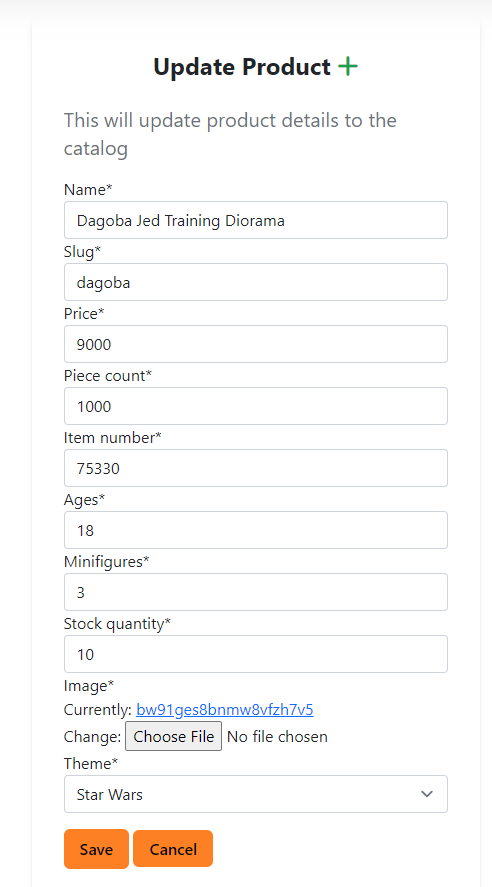 Update Product +
This will update product details to the
catalog
Name*
Dagoba Jed Training Diorama
Slug*
dagoba
Price*
9000
Piece count*
1000
Item number*
75330
Ages*
18
Minifigures*
3
Stock quantity*
10
Image*
Currently: bw91ges8bnmw8vfzh7v5
Change: Choose File No file chosen
Theme*
Star Wars
Save Cancel